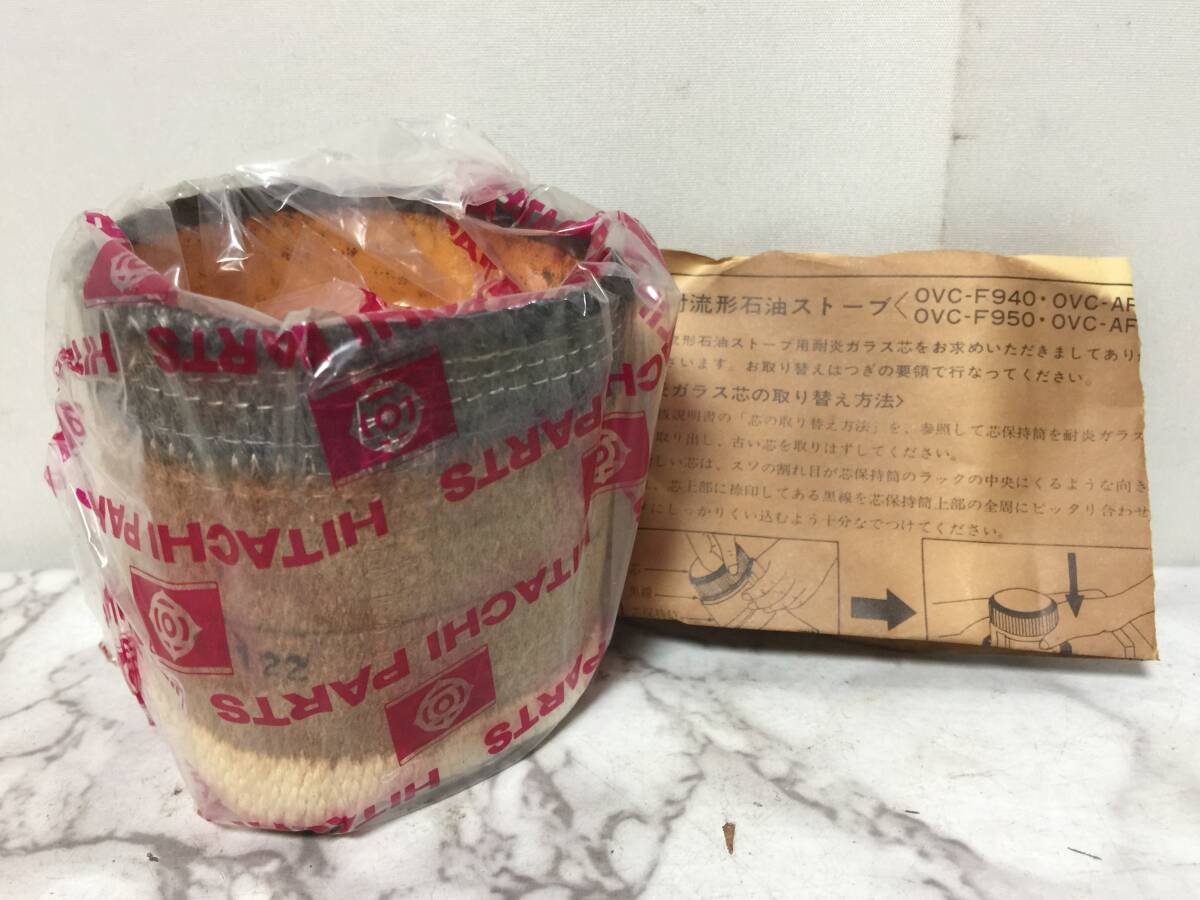 HITACHI PARTS
HITACHI PARTS
HITACHI PARTS
HITACHI PARTS
PARTS
HITACHI
122
流形石油ストーブ〈OVC-F940・OVC-AF
OVC-F950・OVC-AF
形石油ストーブ用耐炎ガラス芯をお求めいただきましてあり
ざいます。お取り替えはつぎの要領で行なってください。
ガラス芯の取り替え方法〉
扱説明書の「芯の取り替え方法」を、参照して芯保持筒を耐炎ガラス
取り出し、古い芯を取りはずしてください。
しい芯は、スソの割れ目が芯保持筒のラックの中央にくるような向き
、芯上部に捺印してある黒線を芯保持筒上部の全周にピッタリ合わせ
にしっかりくい込むよう十分なでつけてください。
芯
黒線